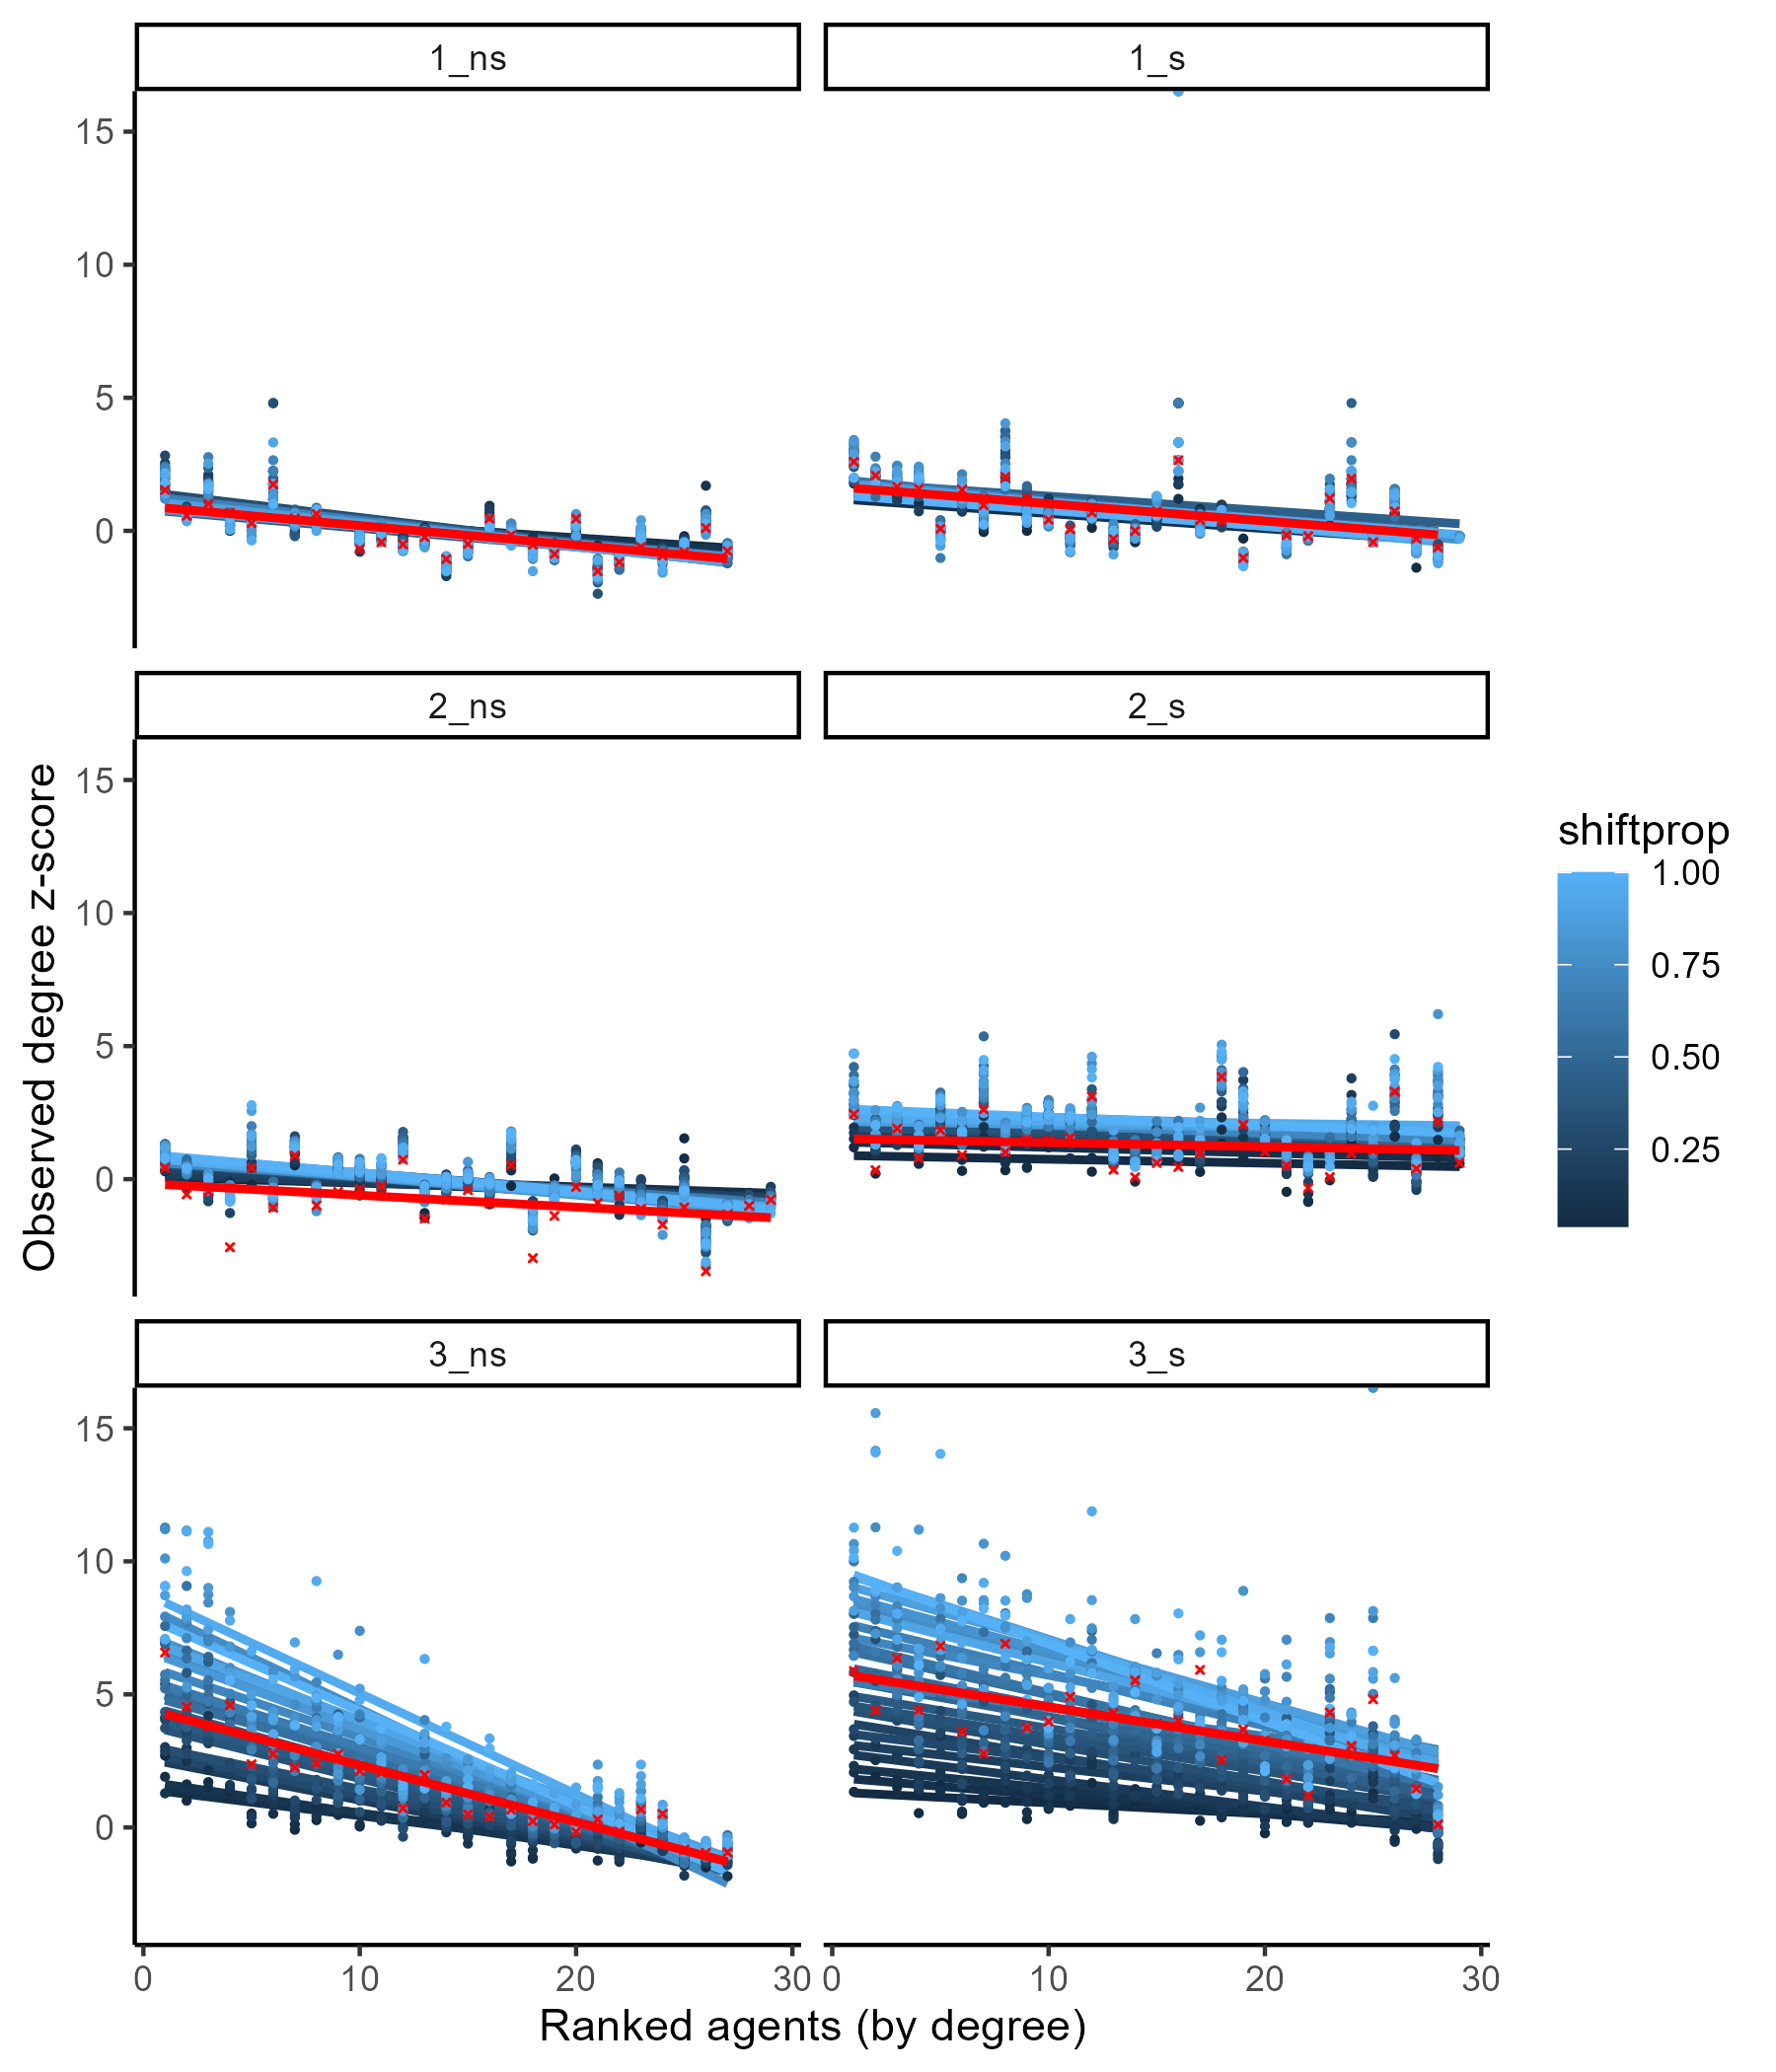 1_ns
1_s
15
10
5
0
2_ns
2_s
15
10
5
0
Observed degree z-score
shiftprop
1.00
0.75
0.50
0.25
3_ns
3_s
15
10
5
0
0 10 20 30 0 10 20 30
Ranked agents (by degree)